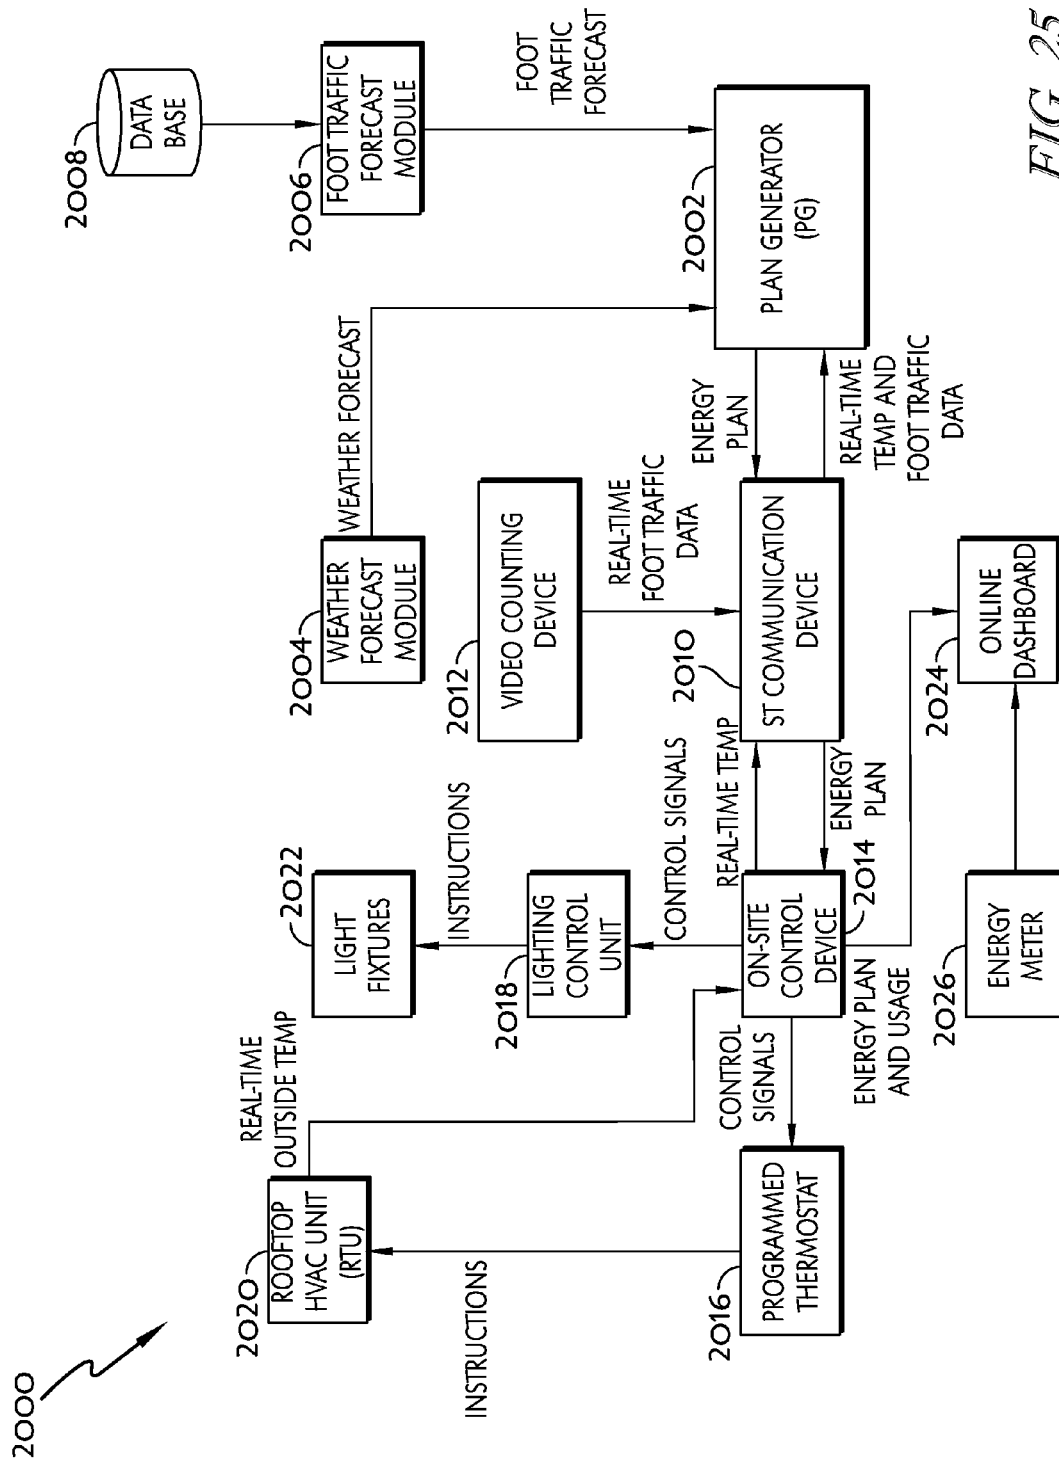 2000
2020
ROOFTOP
HVAC UNIT
(RTU)
REAL-TIME
OUTSIDE TEMP
INSTRUCTIONS
2016
PROGRAMMED
THERMOSTAT
CONTROL
SIGNALS
2022
LIGHT
FIXTURES
INSTRUCTIONS
2018
LIGHTING
CONTROL
UNIT
CONTROL SIGNALS
ON-SITE
CONTROL
DEVICE
2014
REAL-TIME TEMP
ENERGY
PLAN
ENERGY PLAN
AND USAGE
2026
ENERGY
METER
2024
ONLINE
DASHBOARD
2004
WEATHER
FORECAST
MODULE
WEATHER FORECAST
2012
VIDEO COUNTING
DEVICE
REAL-TIME
FOOT TRAFFIC
DATA
2010
ST COMMUNICATION
DEVICE
ENERGY
PLAN
REAL-TIME
TEMP AND
FOOT TRAFFIC
DATA
2008
DATA
BASE
2006
FOOT TRAFFIC
FORECAST
MODULE
FOOT
TRAFFIC
FORECAST
2002
PLAN GENERATOR
(PG)
FIG. 25